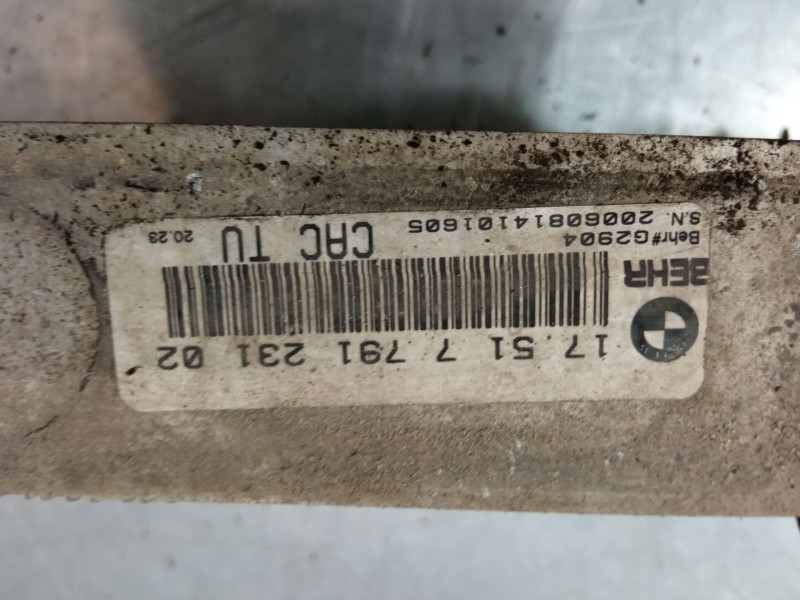 17.51 7 791 231 02
BEHR
CAC TU
Behr#G2904
S.N. 20060814101605
20.23